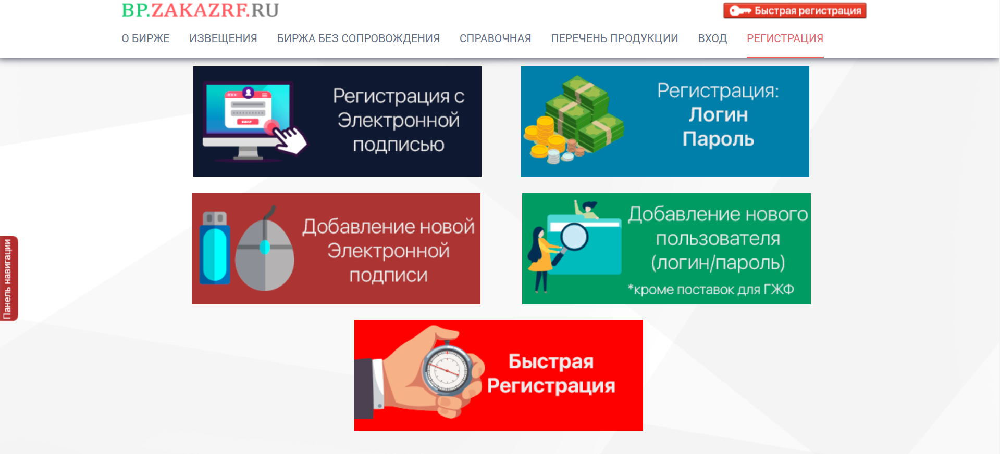 BP.ZAKAZRF.RU
Быстрая регистрация
О БИРЖЕ ИЗВЕЩЕНИЯ БИРЖА БЕЗ СОПРОВОЖДЕНИЯ СПРАВОЧНАЯ ПЕРЕЧЕНЬ ПРОДУКЦИИ ВХОД РЕГИСТРАЦИЯ
Регистрация с
Электронной
подписью
Регистрация:
Логин
Пароль
Добавление новой
Электронной
подписи
Добавление нового
пользователя
(логин/пароль)
*кроме поставок для ГЖФ
Панель навигации
Быстрая
Регистрация